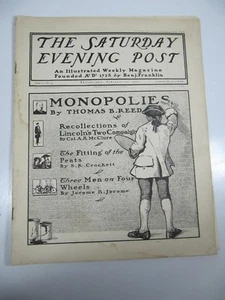 THE SATURDAY
EVENING POST
An Illustrated Weekly Magazine
Founded A.D. 1728 by Benj. Franklin
MONOPOLIES
By THOMAS B. REED
Recollections of
Lincoln's Two Campaigns
By Col. A. K. McClure
The Fitting of the
Peats
By S. R. Crockett
Three Men on Four
Wheels
By Jerome K. Jerome